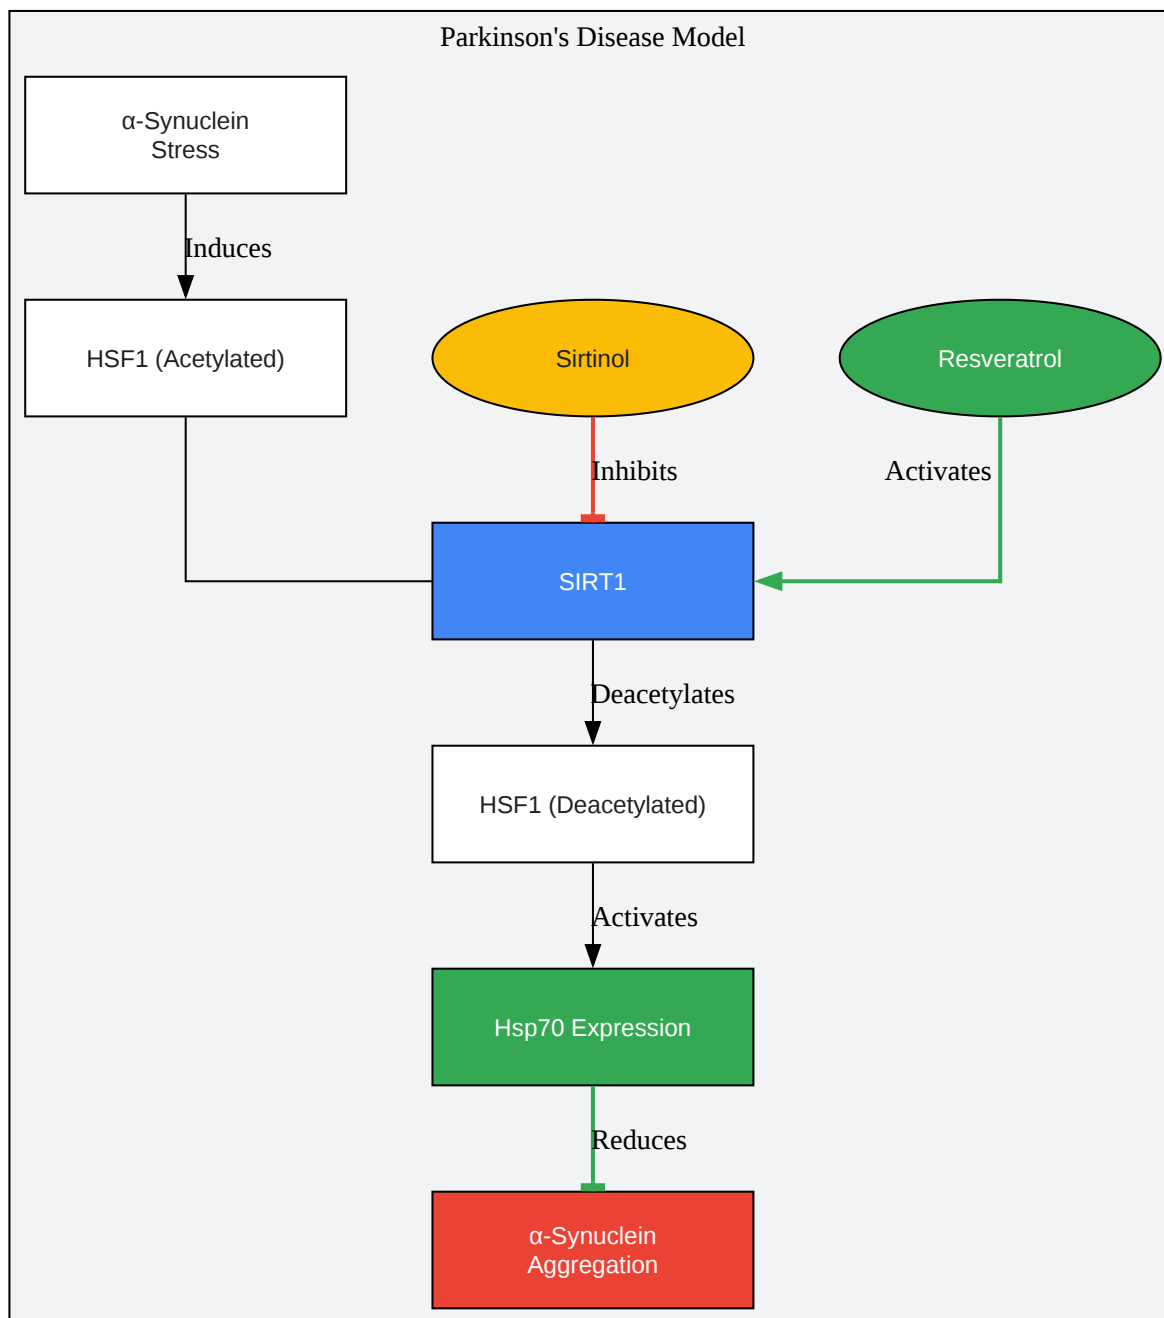 Parkinson's Disease Model
α-Synuclein
Stress
Induces
HSF1 (Acetylated)
Sirtinol
Resveratrol
Inhibits
Activates
SIRT1
Deacetylates
HSF1 (Deacetylated)
Activates
Hsp70 Expression
Reduces
α-Synuclein
Aggregation